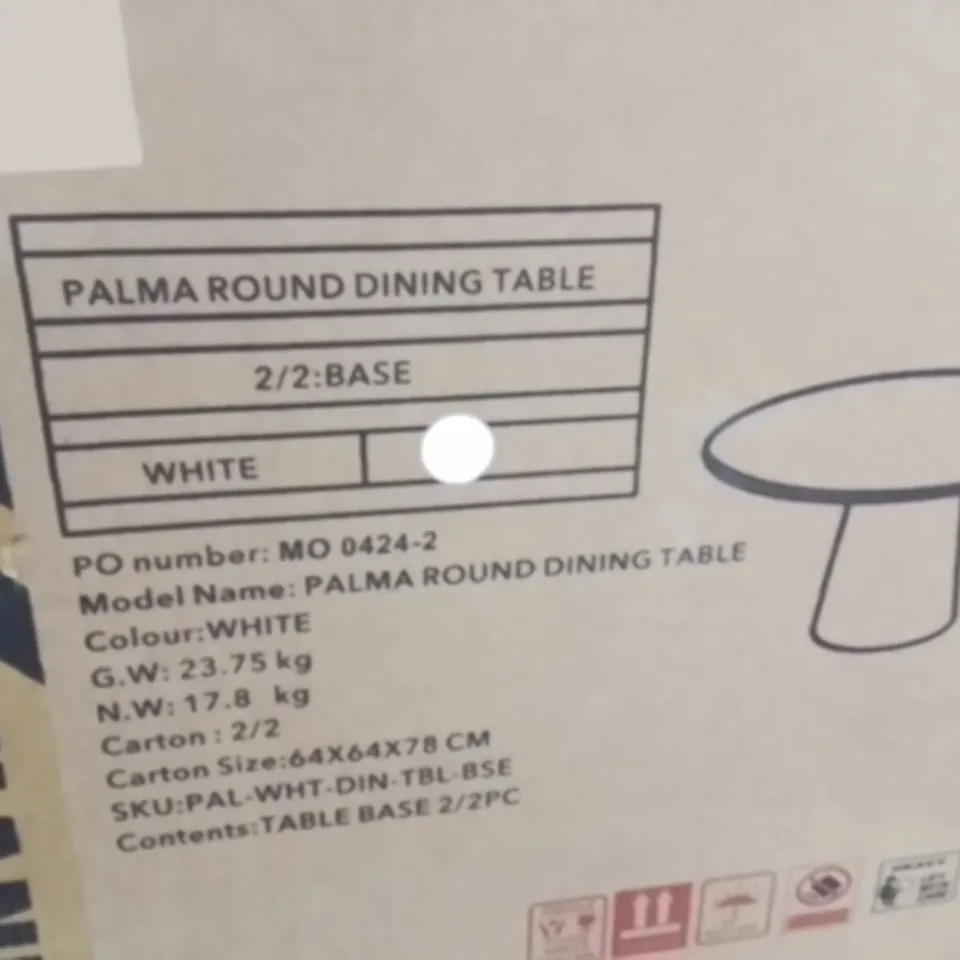 PALMA ROUND DINING TABLE
2/2:BASE
WHITE
PO number: MO 0424-2
Model Name: PALMA ROUND DINING TABLE
Colour:WHITE
G.W: 23.75 kg
N.W: 17.8 kg
Carton : 2/2
Carton Size:64X64X78 CM
SKU:PAL-WHT-DIN-TBL-BSE
Contents:TABLE BASE 2/2PC
HEAVY